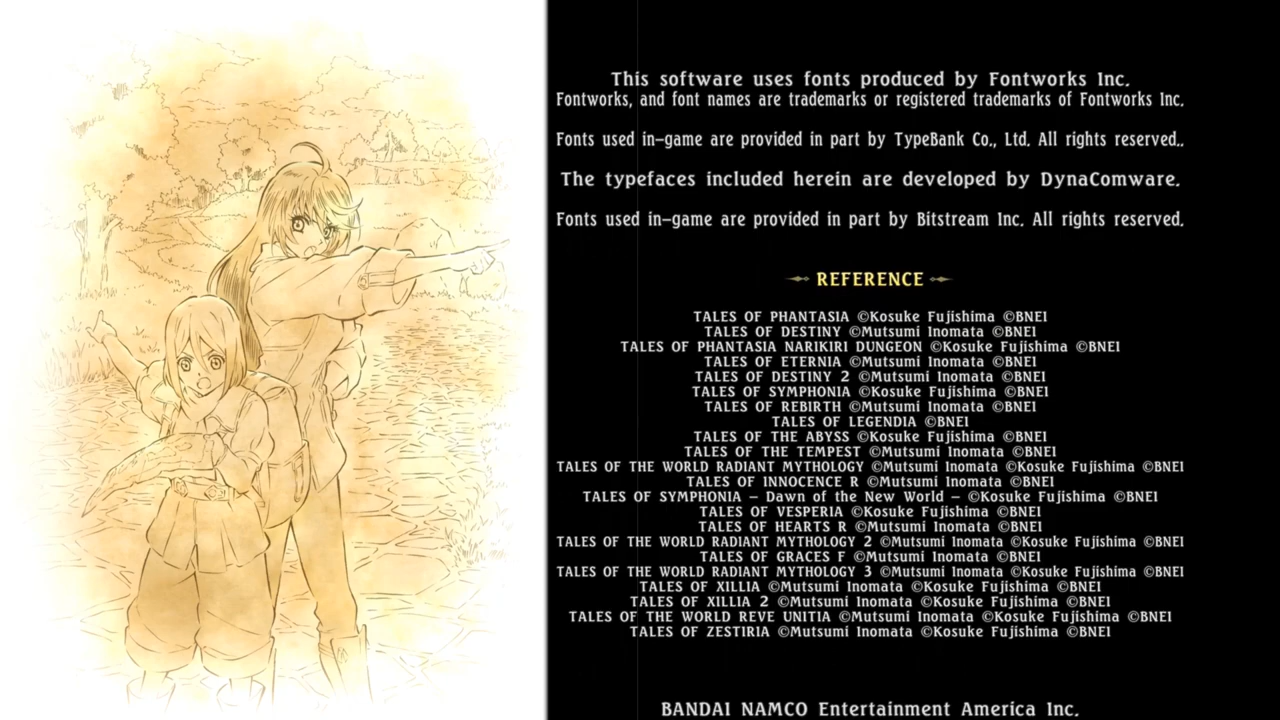 This software uses fonts produced by Fontworks Inc.
Fontworks, and font names are trademarks or registered trademarks of Fontworks Inc.
Fonts used in-game are provided in part by TypeBank Co., Ltd. All rights reserved..
The typefaces included herein are developed by DynaComware.
Fonts used in-game are provided in part by Bitstream Inc. All rights reserved.
REFERENCE
TALES OF PHANTASIA ©Kosuke Fujishima ©BNEI
TALES OF DESTINY ©Mutsumi Inomata ©BNEI
TALES OF PHANTASIA NARIKIRI DUNGEON ©Kosuke Fujishima ©BNEI
TALES OF ETERNIA ©Mutsumi Inomata ©BNEI
TALES OF DESTINY 2 ©Mutsumi Inomata ©BNEI
TALES OF SYMPHONIA ©Kosuke Fujishima ©BNEI
TALES OF REBIRTH ©Mutsumi Inomata ©BNEI
TALES OF LEGENDIA ©BNEI
TALES OF THE ABYSS ©Kosuke Fujishima ©BNEI
TALES OF THE TEMPEST ©Mutsumi Inomata ©BNEI
TALES OF THE WORLD RADIANT MYTHOLOGY ©Mutsumi Inomata ©Kosuke Fujishima ©BNEI
TALES OF INNOCENCE R ©Mutsumi Inomata ©BNEI
TALES OF SYMPHONIA - Dawn of the New World - ©Kosuke Fujishima ©BNEI
TALES OF VESPERIA ©Kosuke Fujishima ©BNEI
TALES OF HEARTS R ©Mutsumi Inomata ©BNEI
TALES OF THE WORLD RADIANT MYTHOLOGY 2 ©Mutsumi Inomata ©Kosuke Fujishima ©BNEI
TALES OF GRACES F ©Mutsumi Inomata ©BNEI
TALES OF THE WORLD RADIANT MYTHOLOGY 3 ©Mutsumi Inomata ©Kosuke Fujishima ©BNEI
TALES OF XILLIA ©Mutsumi Inomata ©Kosuke Fujishima ©BNEI
TALES OF XILLIA 2 ©Mutsumi Inomata ©Kosuke Fujishima ©BNEI
TALES OF THE WORLD REVE UNITIA ©Mutsumi Inomata ©Kosuke Fujishima ©BNEI
TALES OF ZESTIRIA ©Mutsumi Inomata ©Kosuke Fujishima ©BNEI
BANDAI NAMCO Entertainment America Inc.